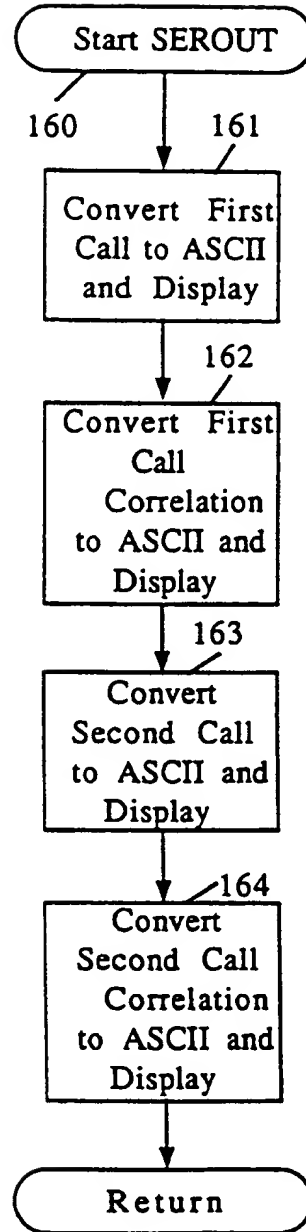 Start SEROUT
160
161
Convert First
Call to ASCII
and Display
162
Convert First
Call
Correlation
to ASCII and
Display
163
Convert
Second Call
to ASCII and
Display
164
Convert
Second Call
Correlation
to ASCII and
Display
Return